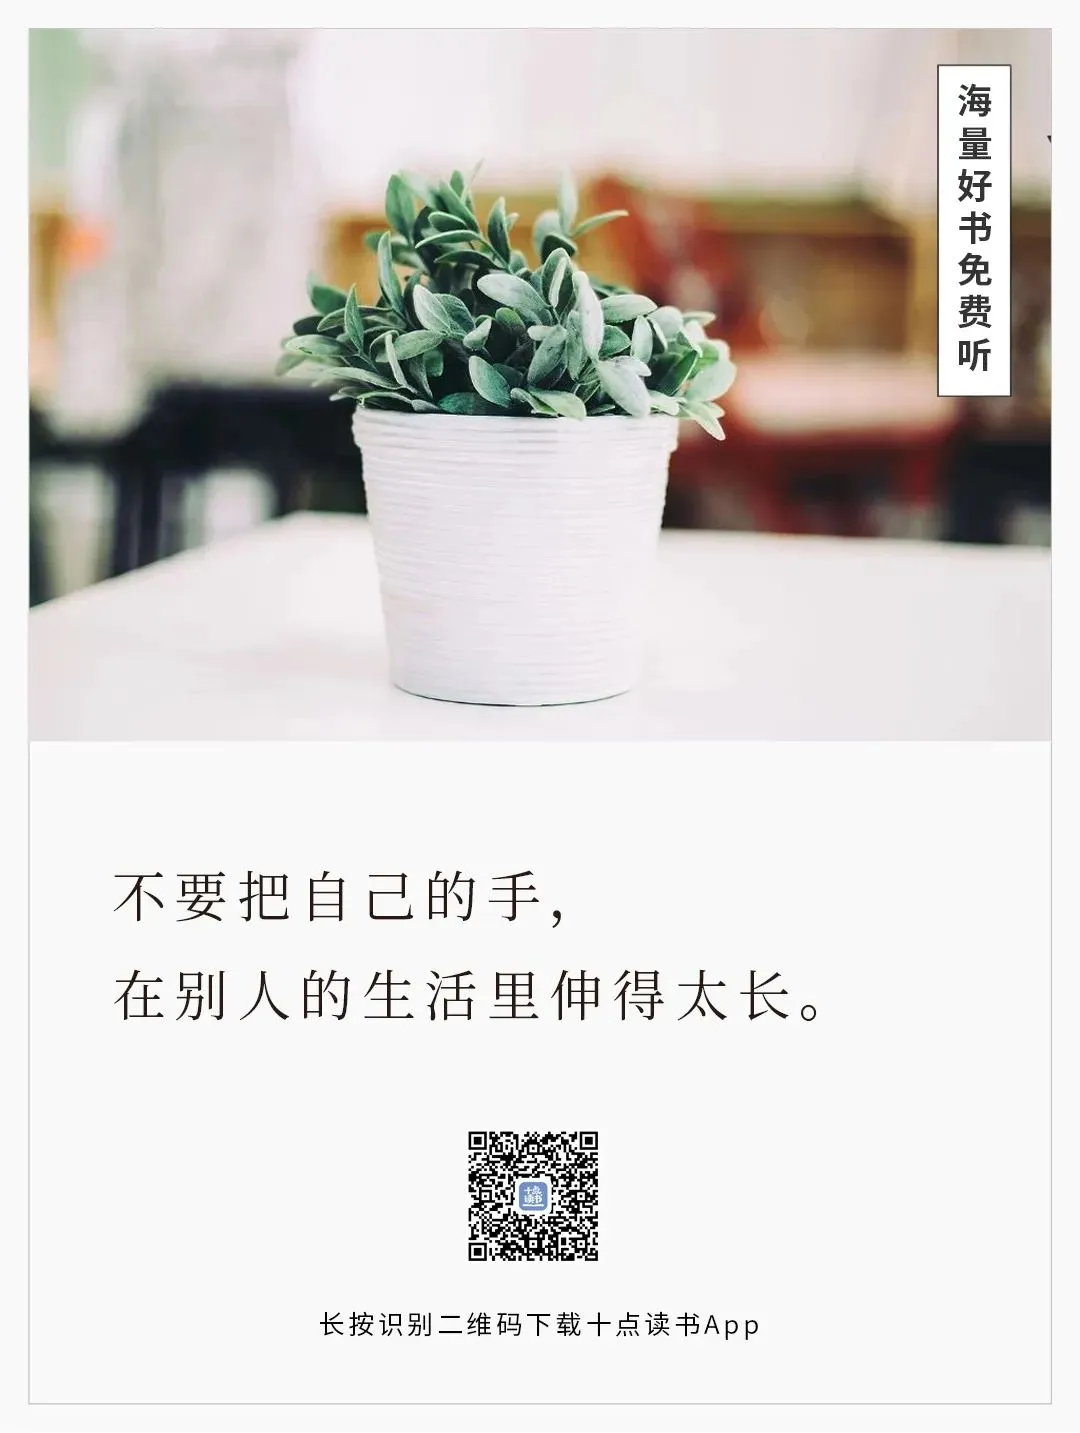 海量好书免费听
不要把自己的手,
在别人的生活里伸得太长。
十点
读书
长按识别二维码下载十点读书App